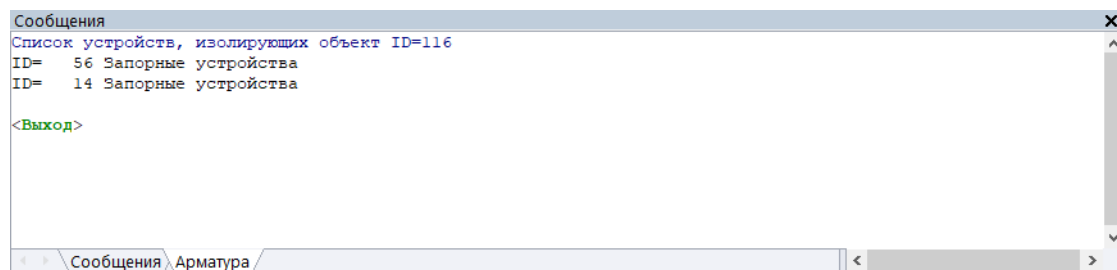 Сообщения
Список устройств, изолирующих объект ID=116
ID=   56 Запорные устройства
ID=   14 Запорные устройства
<Выход>
Сообщения Арматура